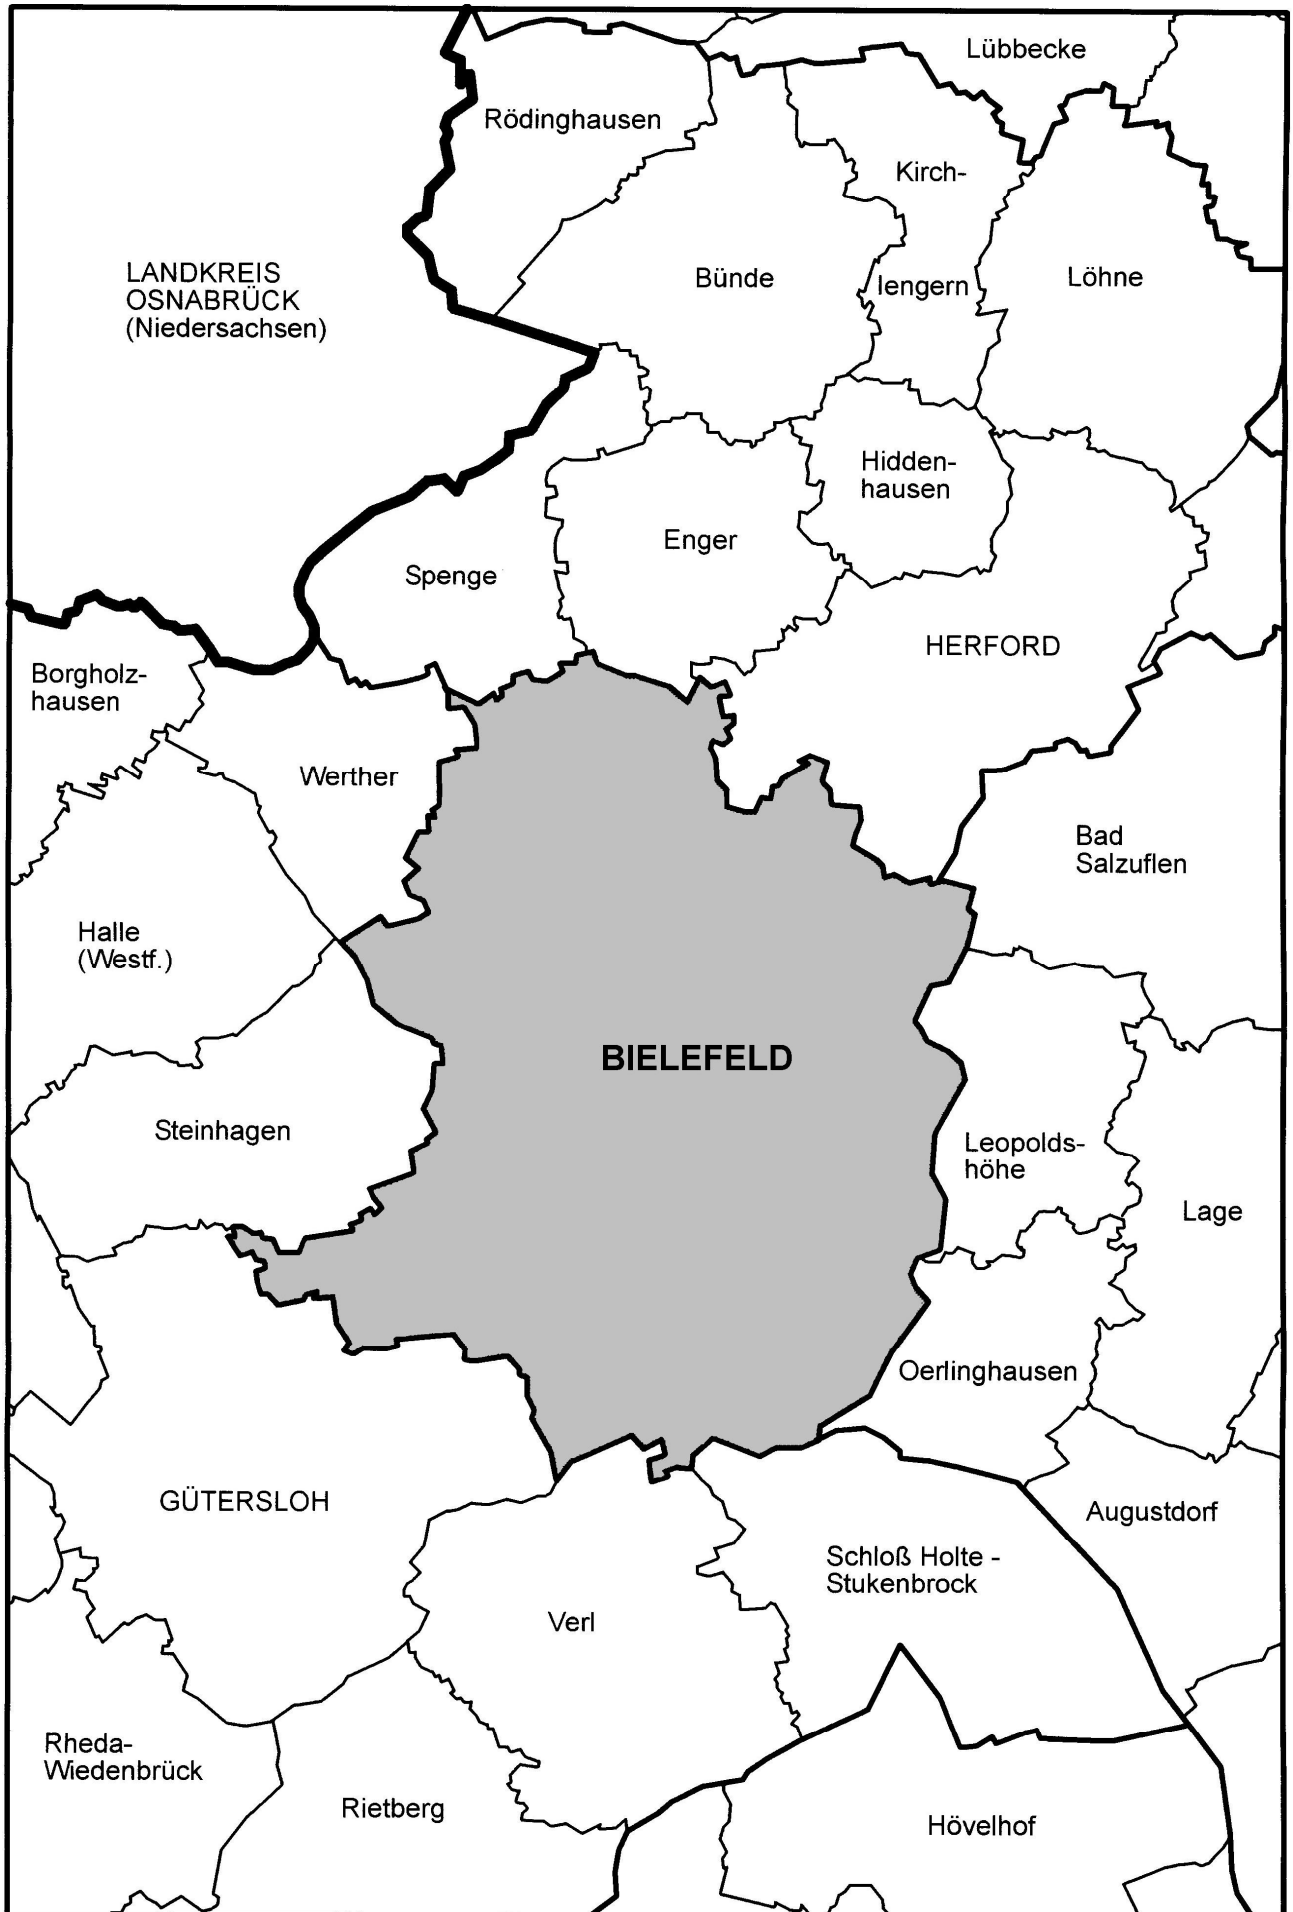 Lübbecke
Rödinghausen
Kirch-
lengern
Bünde
Löhne
LANDKREIS
OSNABRÜCK
(Niedersachsen)
Hidden-
hausen
Enger
Spenge
HERFORD
Borgholz-
hausen
Werther
Bad
Salzuflen
Halle
(Westf.)
BIELEFELD
Steinhagen
Leopolds-
höhe
Lage
Oerlinghausen
GÜTERSLOH
Augustdorf
Schloß Holte -
Stukenbrock
Verl
Rheda-
Wiedenbrück
Rietberg
Hövelhof